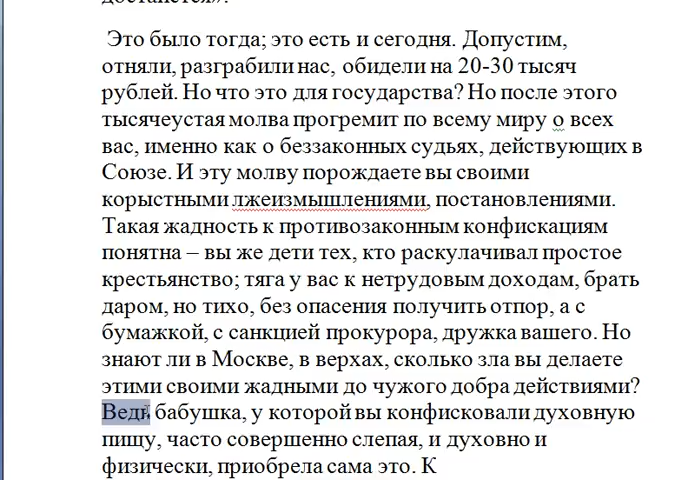 достанется».
Это было тогда; это есть и сегодня. Допустим,
отняли, разграбили нас, обидели на 20-30 тысяч
рублей. Но что это для государства? Но после этого
тысячеустая молва прогремит по всему миру о всех
вас, именно как о беззаконных судьях, действующих в
Союзе. И эту молву порождаете вы своими
корыстными лжеизмышлениями, постановлениями.
Такая жадность к противозаконным конфискациям
понятна – вы же дети тех, кто раскулачивал простое
крестьянство; тяга у вас к нетрудовым доходам, брать
даром, но тихо, без опасения получить отпор, а с
бумажкой, с санкцией прокурора, дружка вашего. Но
знают ли в Москве, в верхах, сколько зла вы делаете
этими своими жадными до чужого добра действиями?
Ведь бабушка, у которой вы конфисковали духовную
пищу, часто совершенно слепая, и духовно и
физически, приобрела сама это. К